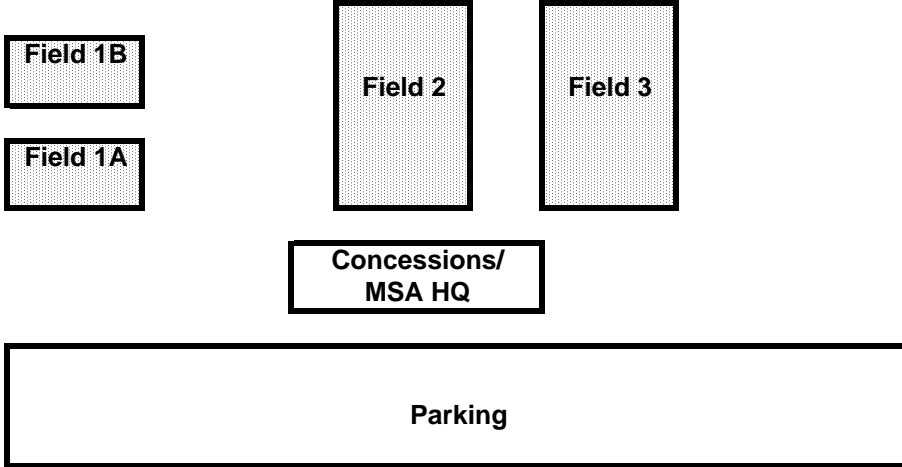 Field 1B
Field 2
Field 3
Field 1A
Concessions/
MSA HQ
Parking